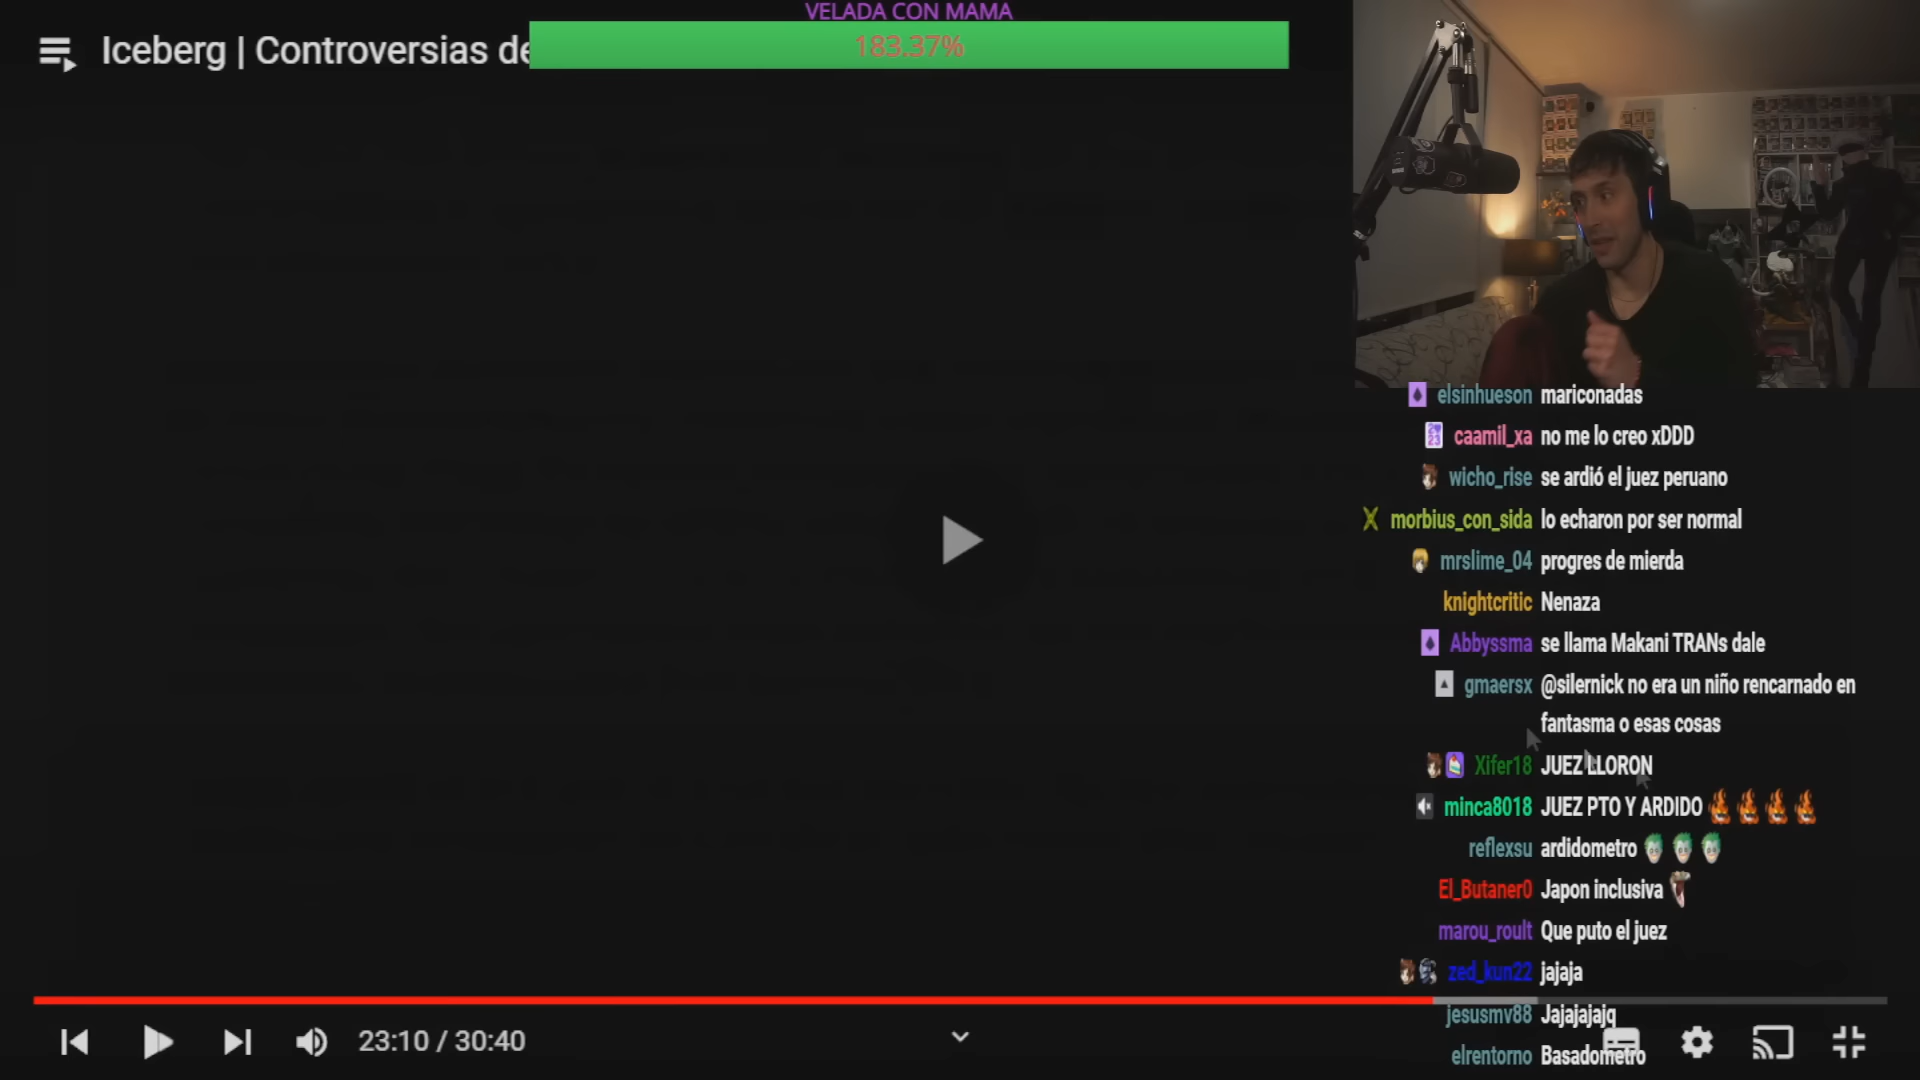 VELADA CON MAMA
Iceberg | Controversias de
183.37%
elsinhueson mariconadas
caamil_xa no me lo creo xDDD
wicho_rise se ardió el juez peruano
morbius_con_sida lo echaron por ser normal
mrslime_04 progres de mierda
knightcritic Nenaza
Abbyssma se llama Makani TRANs dale
gmaersx @silernick no era un niño rencarnado en
fantasma o esas cosas
Xifer18 JUEZ LLORON
minca8018 JUEZ PTO Y ARDIDO
reflexsu ardidometro
El_Butaner0 Japon inclusiva
marou_roult Que puto el juez
zed_kun22 jajaja
jesusmv88 Jajajajajq
elrentorno Basadometro
23:10 / 30:40